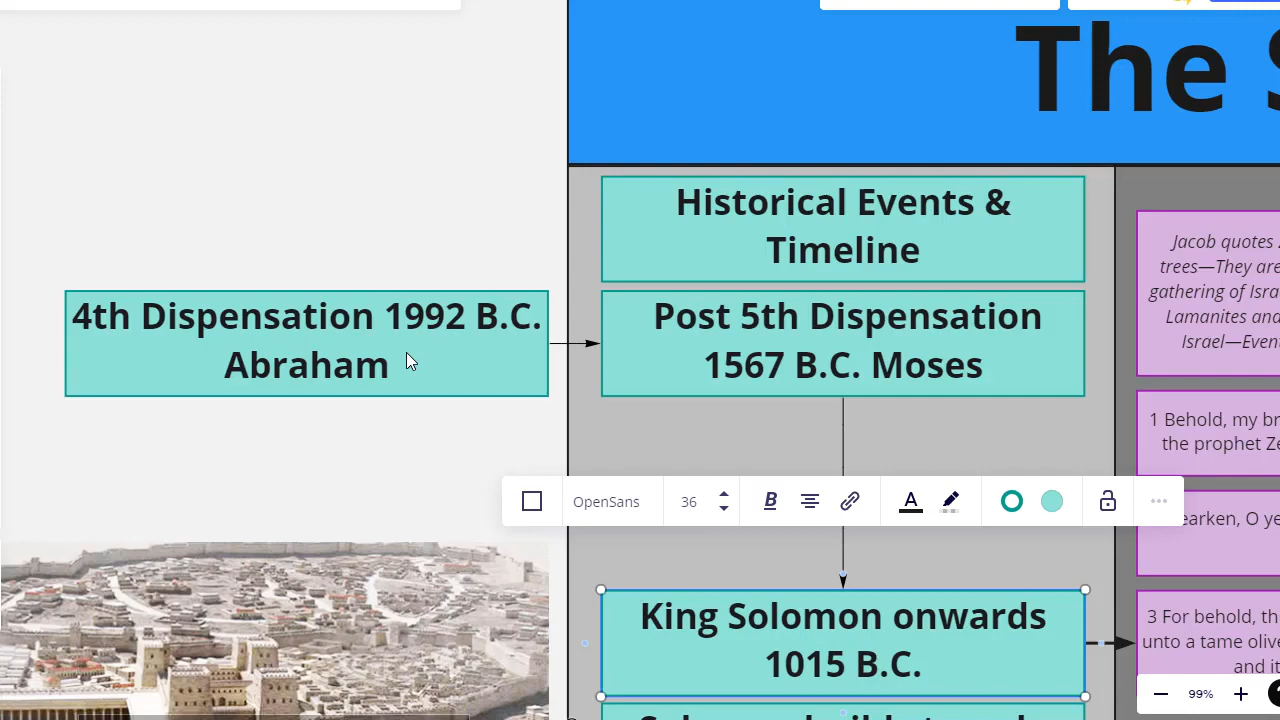 The
Historical Events &
Timeline
4th Dispensation 1992 B.C.
Abraham
Post 5th Dispensation
1567 B.C. Moses
Jacob quotes
trees—They are
gathering of Isra
Lamanites and
Israel—Event
1 Behold, my br
the prophet Ze
OpenSans
36
B
A
earken, O ye
King Solomon onwards
1015 B.C.
3 For behold, th
unto a tame olive
and it
99%